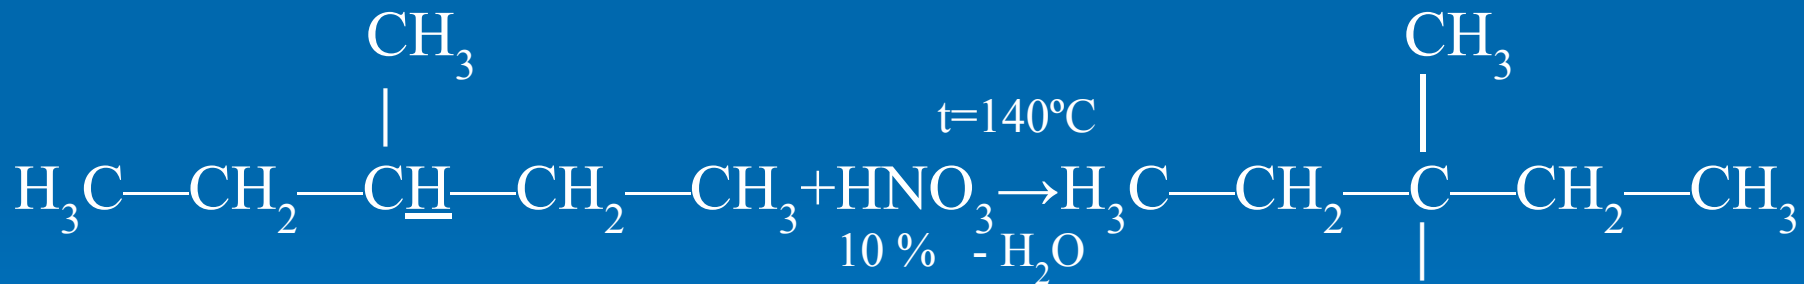 CH₃ CH₃
t=140ºC
H₃C—CH₂—CH—CH₂—CH₃+HNO₃→H₃C—CH₂—C—CH₂—CH₃
10 % - H₂O